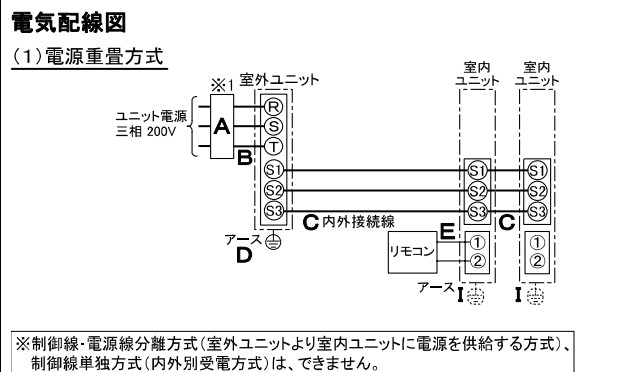 電気配線図
(1)電源重畳方式
※1
室外ユニット
室内
ユニット
室内
ユニット
ユニット電源
三相 200V
A
B
R
S
T
S1
S2
S3
S1
S2
S3
S1
S2
S3
C 内外接続線
C
アース
D
リモコン
E
1
2
1
2
アース I
I
※制御線・電源線分離方式(室外ユニットより室内ユニットに電源を供給する方式)、
制御線単独方式(内外別受電方式)は、できません。